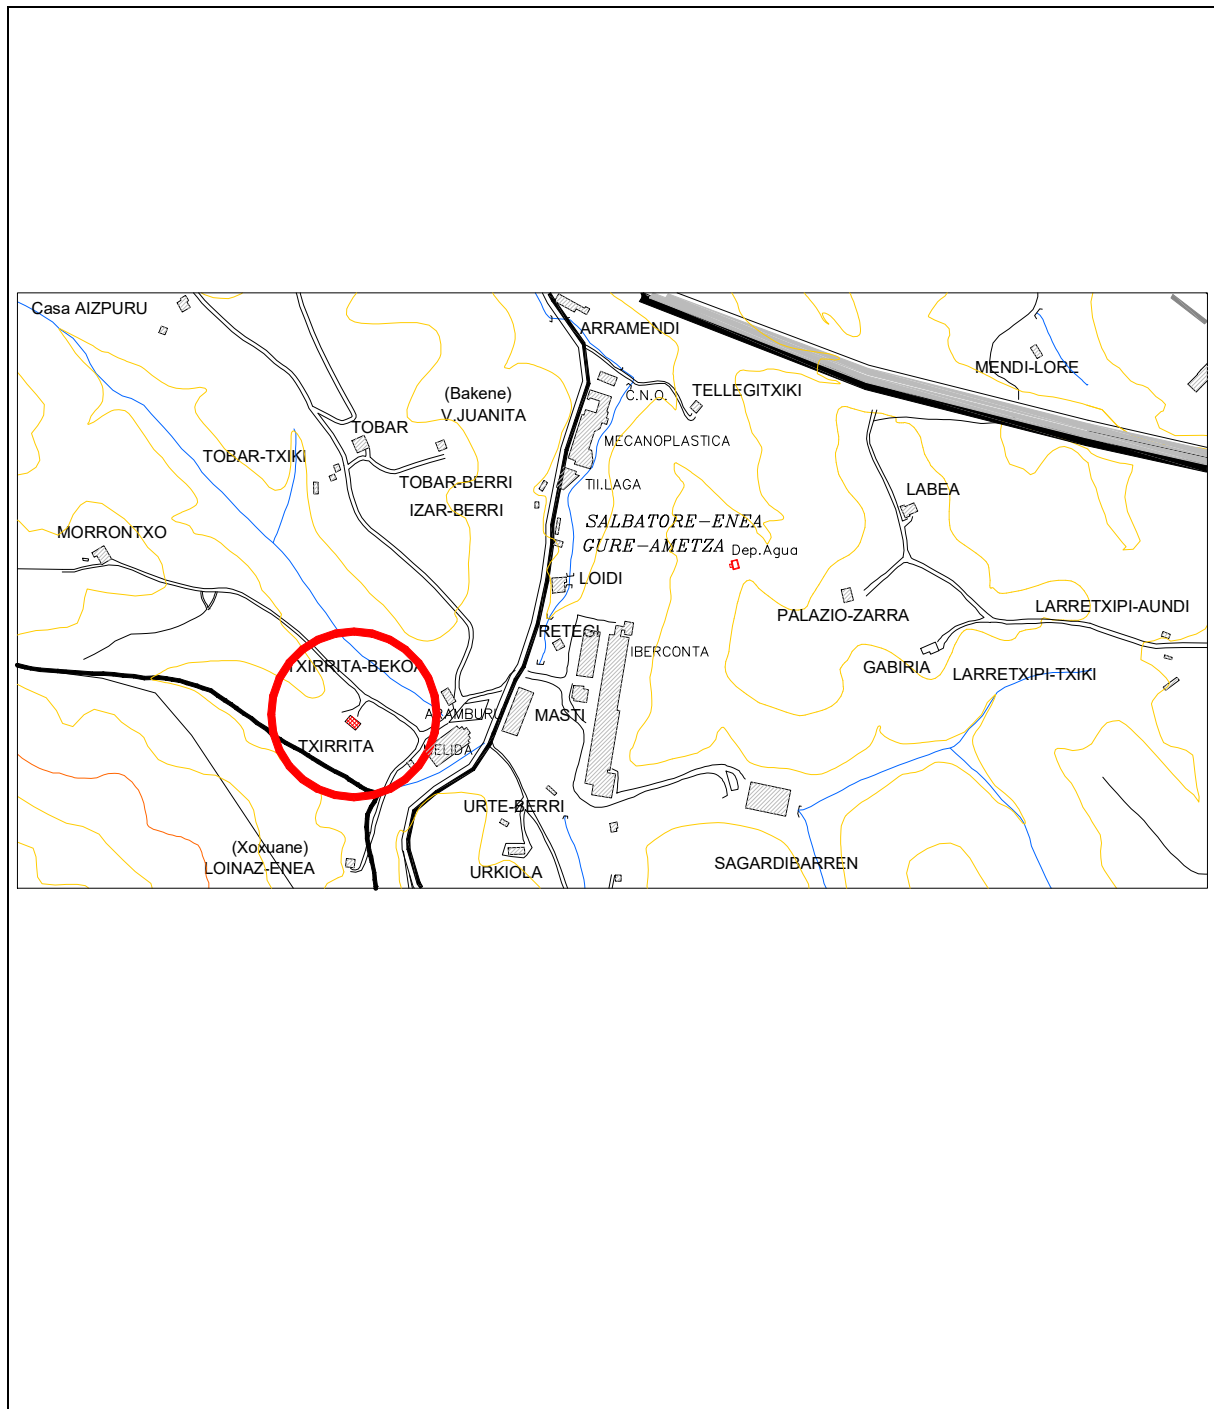 Casa AIZPURU
ARRAMENDI
MENDI-LORE
(Bakene)
V.JUANITA
C.N.O.
TELLEGITXIKI
TOBAR
MECANOPLASTICA
TOBAR-TXIKI
TOBAR-BERRI
TII.LAGA
LABEA
IZAR-BERRI
SALBATORE-ENEA
MORRONTXO
GURE-AMETZA
Dep.Agua
LOIDI
PALAZIO-ZARRA
LARRETXIPI-AUNDI
RETEGI
IBERCONTA
TXIRRITA-BEKOA
GABIRIA
LARRETXIPI-TXIKI
ARAMBURU
MASTI
TXIRRITA
URTE-BERRI
(Xoxuane)
LOINAZ-ENEA
URKIOLA
SAGARDIBARREN